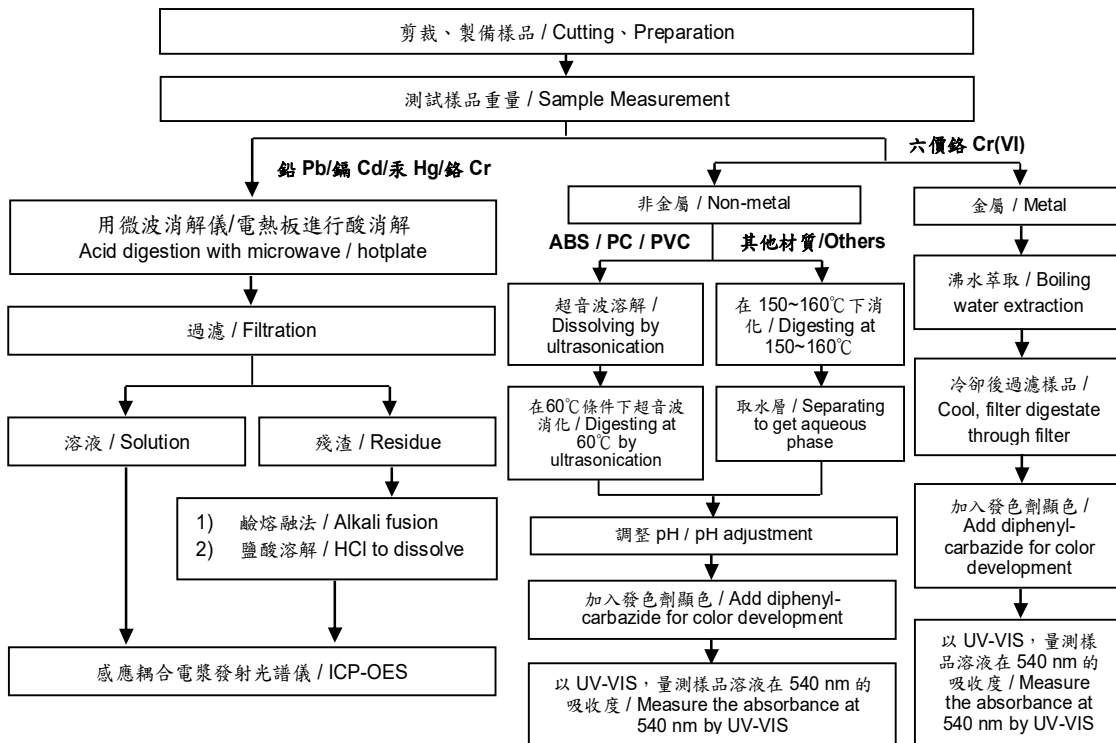 剪裁、製備樣品 / Cutting、Preparation
測試樣品重量 / Sample Measurement
鉛 Pb/鎘 Cd/汞 Hg/鉻 Cr
用微波消解儀/電熱板進行酸消解
Acid digestion with microwave / hotplate
過濾 / Filtration
溶液 / Solution
殘渣 / Residue
1) 鹼熔融法 / Alkali fusion
2) 鹽酸溶解 / HCl to dissolve
感應耦合電漿發射光譜儀 / ICP-OES
六價鉻 Cr(VI)
非金屬 / Non-metal
ABS / PC / PVC
超音波溶解 /
Dissolving by
ultrasonication
在60℃條件下超音波
消化 / Digesting at
60℃ by
ultrasonication
其他材質/Others
在 150~160℃下消
化 / Digesting at
150~160℃
取水層 / Separating
to get aqueous
phase
調整 pH / pH adjustment
加入發色劑顯色 / Add diphenyl-
carbazide for color development
以 UV-VIS，量測樣品溶液在 540 nm 的
吸收度 / Measure the absorbance at
540 nm by UV-VIS
金屬 / Metal
沸水萃取 / Boiling
water extraction
冷卻後過濾樣品 /
Cool, filter digestate
through filter
加入發色劑顯色 /
Add diphenyl-
carbazide for color
development
以 UV-VIS，量測樣
品溶液在 540 nm 的
吸收度 / Measure
the absorbance at
540 nm by UV-VIS